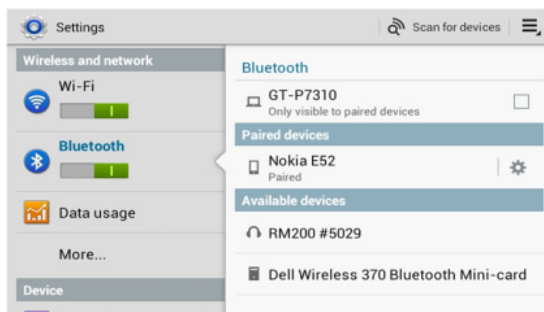 Settings
Scan for devices
Wireless and network
Wi-Fi
Bluetooth
Data usage
More...
Device
Bluetooth
GT-P7310
Only visible to paired devices
Paired devices
Nokia E52
Paired
Available devices
RM200 #5029
Dell Wireless 370 Bluetooth Mini-card